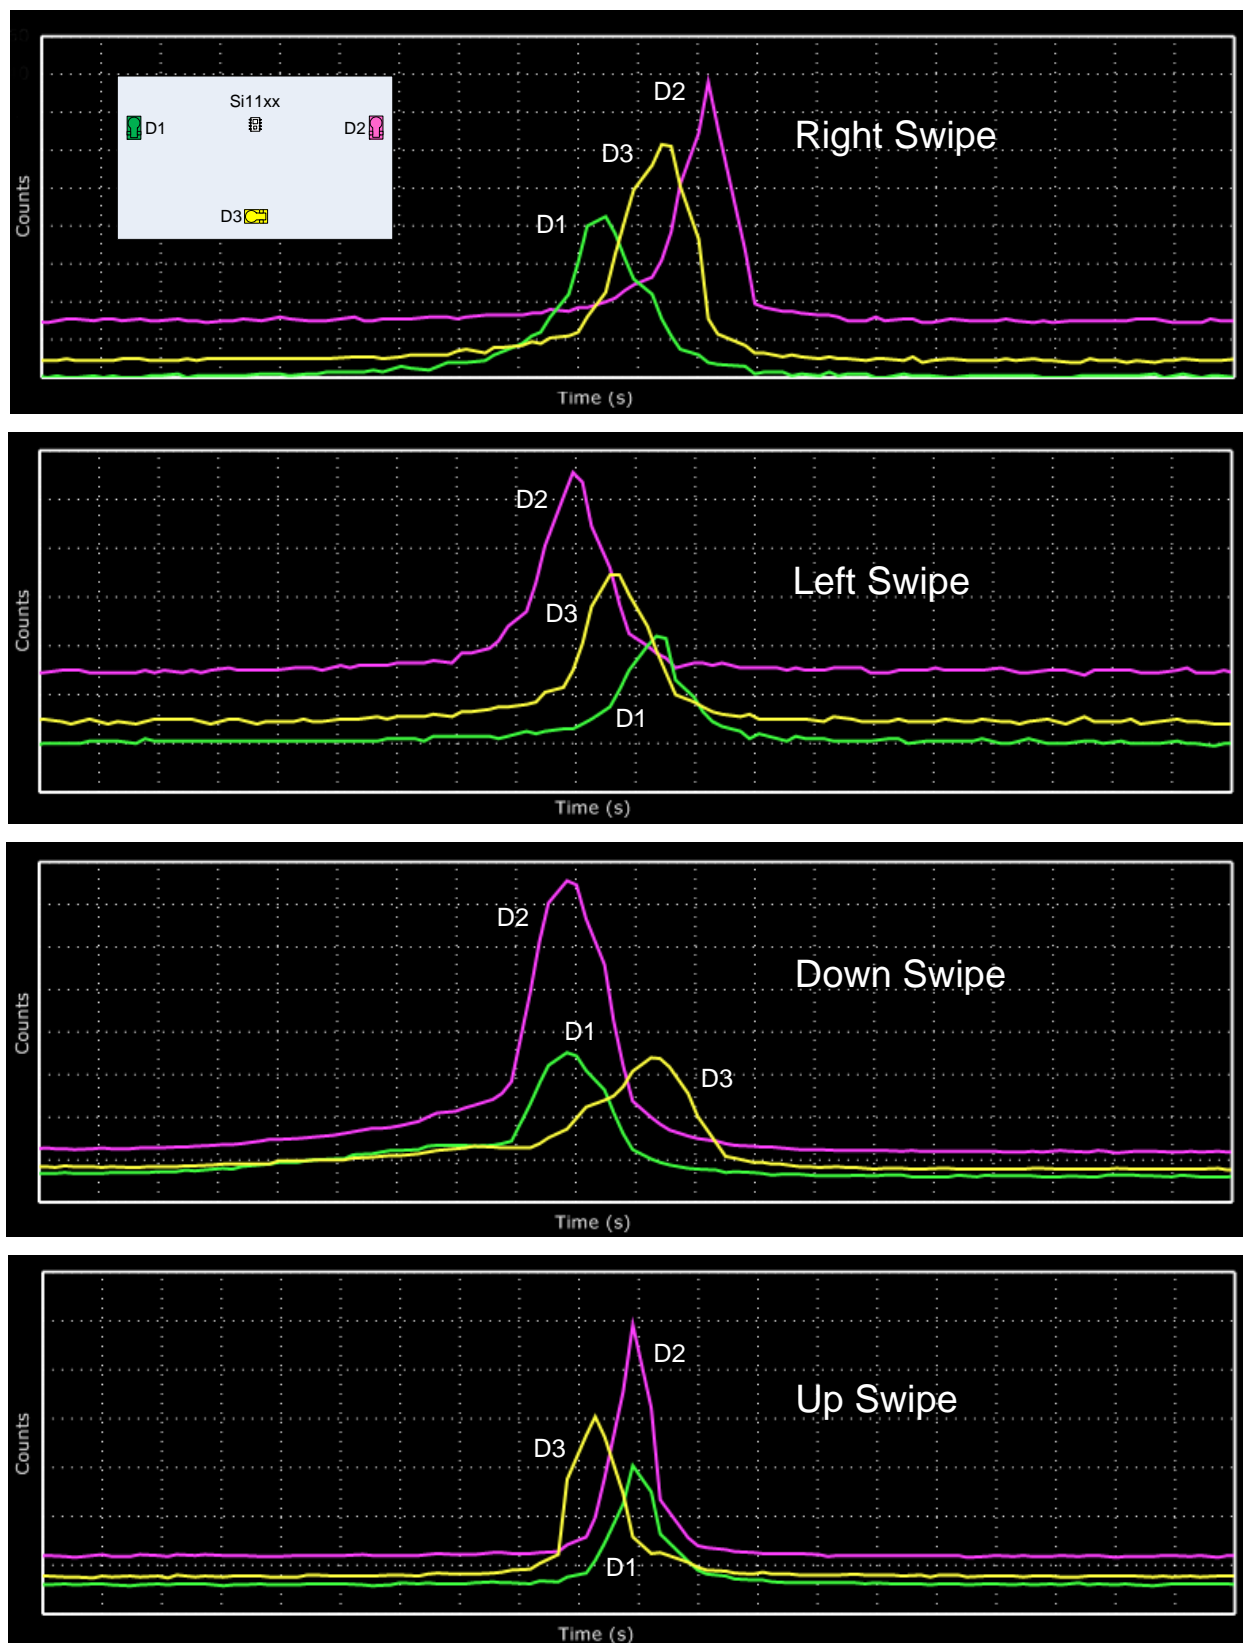 Si11xx
D1
D2
D3
D2
D3
D1
Right Swipe
Counts
Time (s)
D2
D3
D1
Left Swipe
Counts
Time (s)
D2
D1
D3
Down Swipe
Counts
Time (s)
D2
D3
D1
Up Swipe
Counts
Time (s)